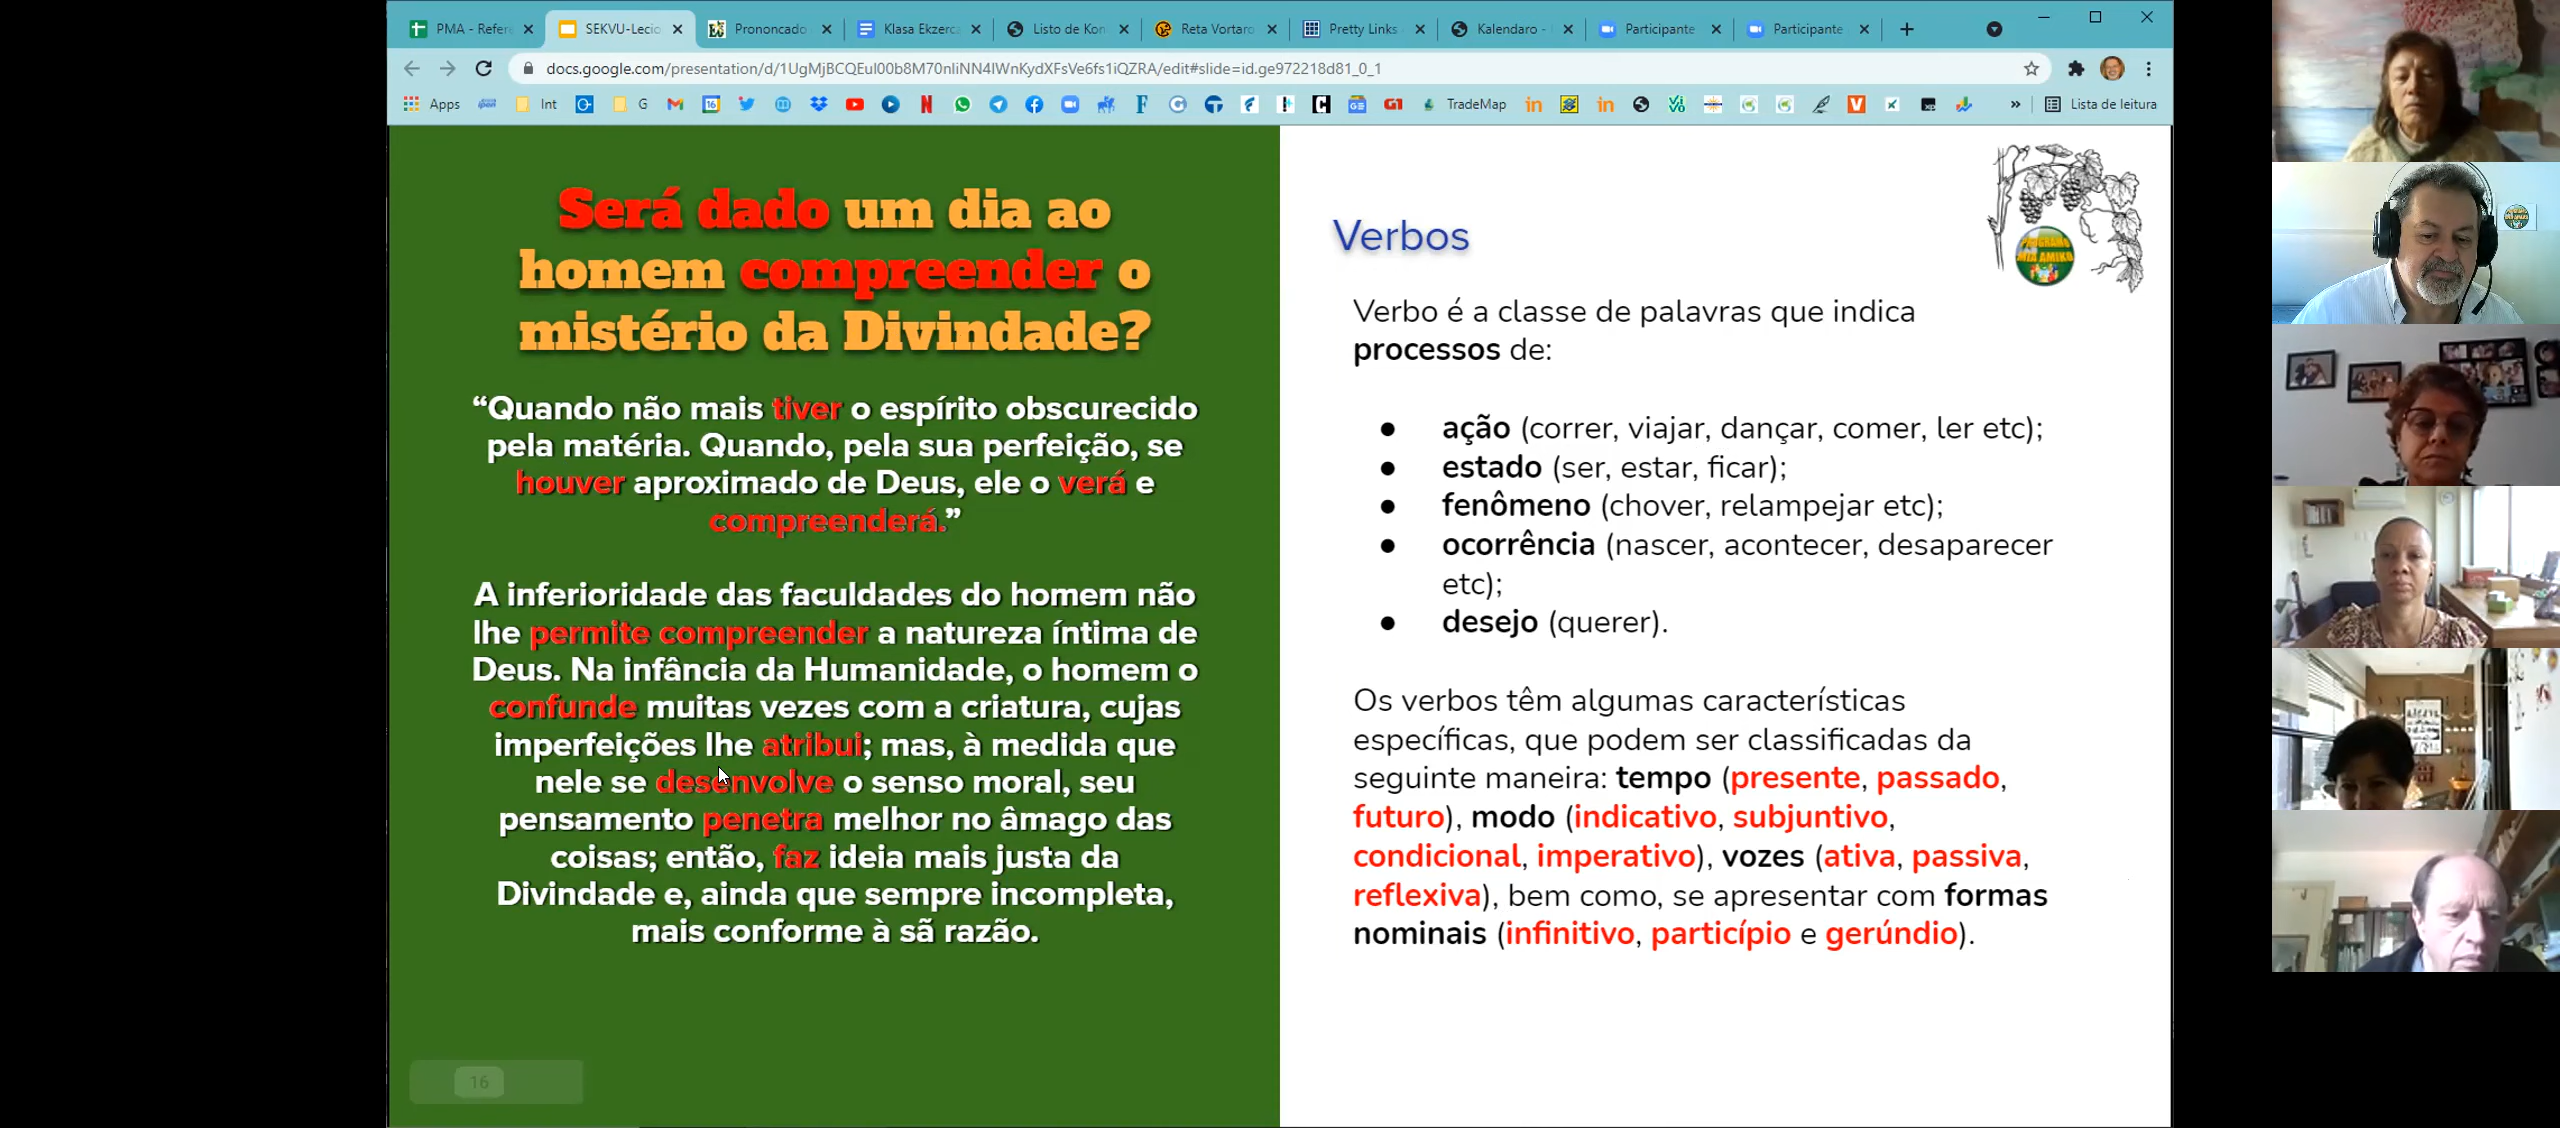 PMA - Refere
SEKVU-Lecio
Prononcado
Klasa Ekzerca
Listo de Kon
Reta Vortaro
Pretty Links
Kalendaro -
Participante
Participante
docs.google.com/presentation/d/1UgMjBCQEul00b8M70nliNN4lWnKydXFsVe6fs1iQZRA/edit#slide=id.ge972218d81_0_1
Apps
Int
G
TradeMap
Lista de leitura
Será dado um dia ao
homem compreender o
mistério da Divindade?
“Quando não mais tiver o espírito obscurecido
pela matéria. Quando, pela sua perfeição, se
houver aproximado de Deus, ele o verá e
compreenderá.”
A inferioridade das faculdades do homem não
lhe permite compreender a natureza íntima de
Deus. Na infância da Humanidade, o homem o
confunde muitas vezes com a criatura, cujas
imperfeições lhe atribui; mas, à medida que
nele se desenvolve o senso moral, seu
pensamento penetra melhor no âmago das
coisas; então, faz ideia mais justa da
Divindade e, ainda que sempre incompleta,
mais conforme à sã razão.
16
PROGRAMO
MIA AMIKO
Verbos
Verbo é a classe de palavras que indica
processos de:
● ação (correr, viajar, dançar, comer, ler etc);
● estado (ser, estar, ficar);
● fenômeno (chover, relampejar etc);
● ocorrência (nascer, acontecer, desaparecer
etc);
● desejo (querer).
Os verbos têm algumas características
específicas, que podem ser classificadas da
seguinte maneira: tempo (presente, passado,
futuro), modo (indicativo, subjuntivo,
condicional, imperativo), vozes (ativa, passiva,
reflexiva), bem como, se apresentar com formas
nominais (infinitivo, particípio e gerúndio).